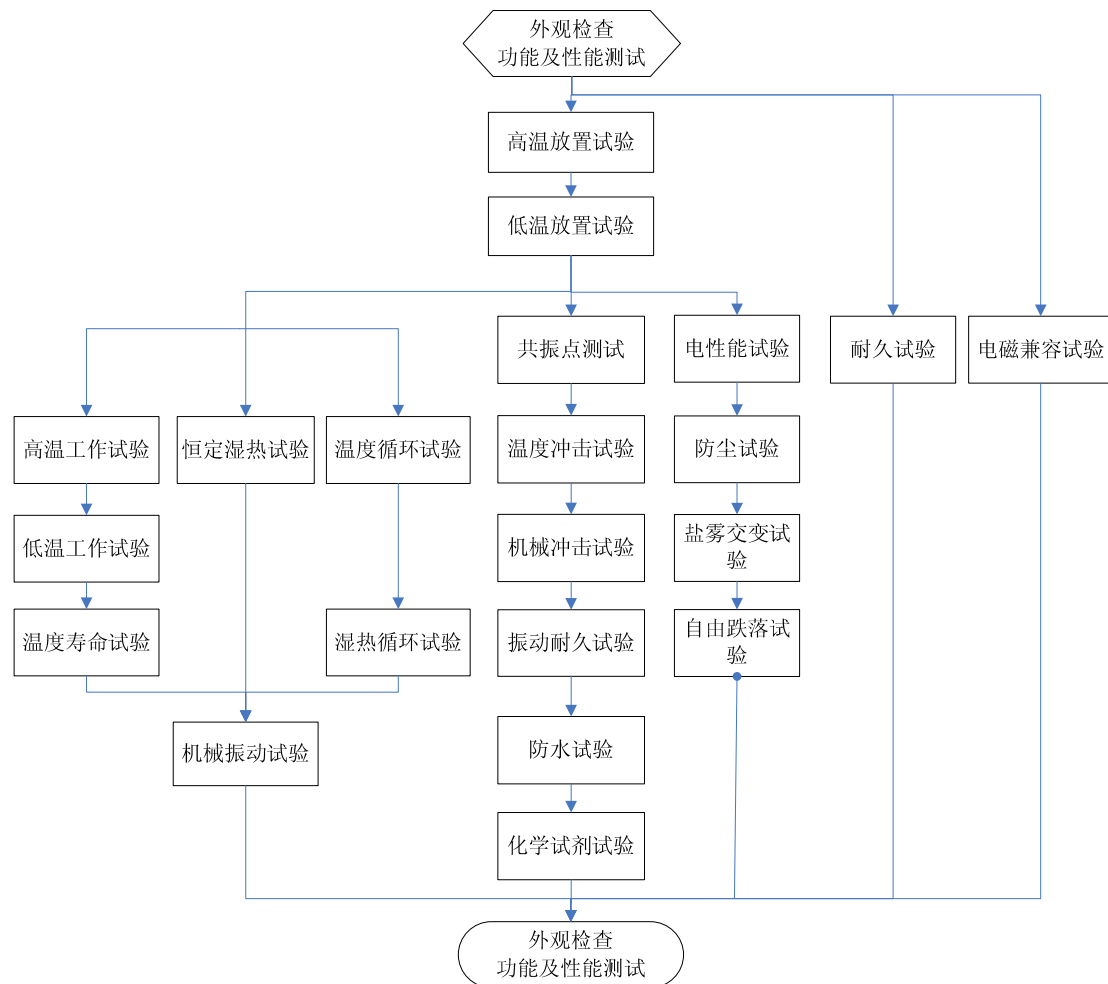 外观检查
功能及性能测试
高温放置试验
低温放置试验
共振点测试
电性能试验
耐久试验
电磁兼容试验
高温工作试验
恒定湿热试验
温度循环试验
温度冲击试验
防尘试验
低温工作试验
机械冲击试验
盐雾交变试
验
温度寿命试验
湿热循环试验
振动耐久试验
自由跌落试
验
机械振动试验
防水试验
化学试剂试验
外观检查
功能及性能测试